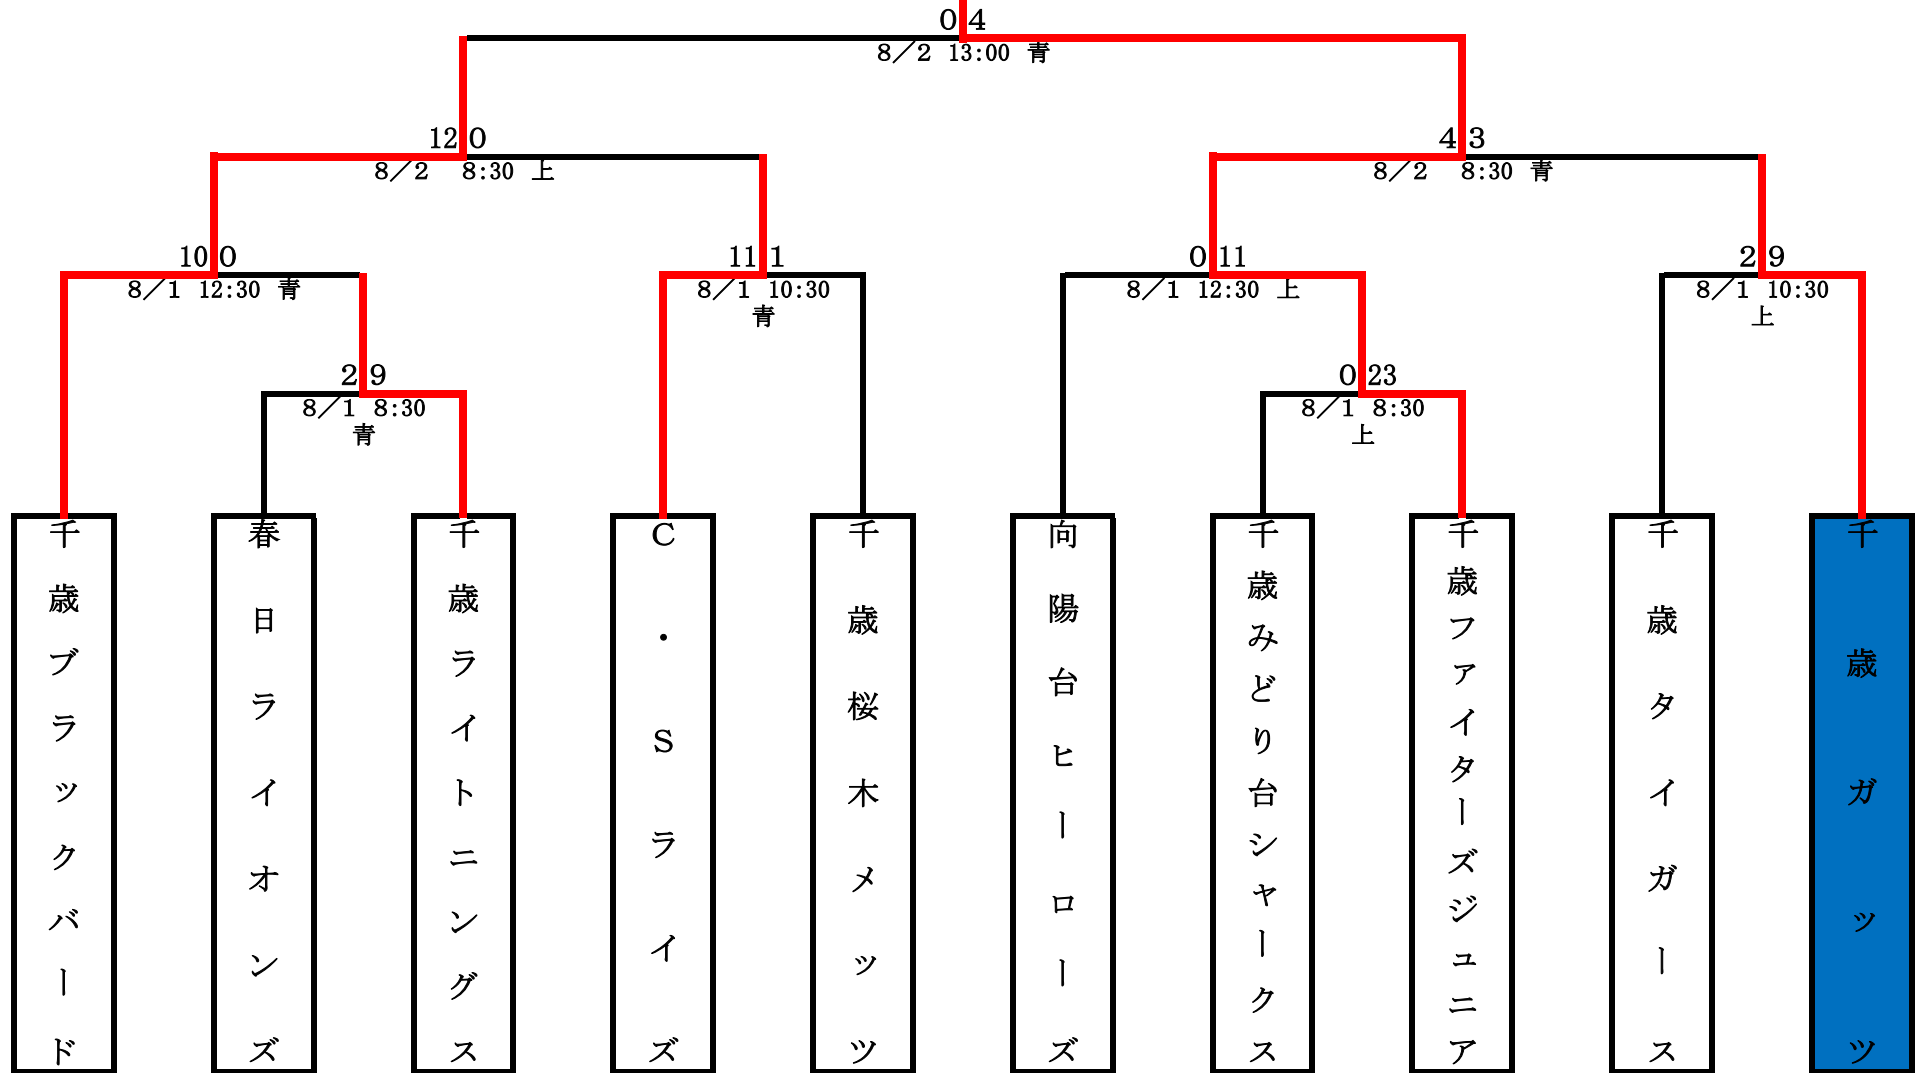 0 4
8／2 13:00 青
12 0
8／2 8:30 上
4 3
8／2 8:30 青
10 0
8／1 12:30 青
11 1
8／1 10:30
青
0 11
8／1 12:30 上
2 9
8／1 10:30
上
2 9
8／1 8:30
青
0 23
8／1 8:30
上
千歳ブラックバード
春日ライオンズ
千歳ライトニングス
C・Sライズ
千歳桜木メッツ
向陽台ヒーローズ
千歳みどり台シャークス
千歳ファイターズジュニア
千歳タイガース
千歳ガッツ